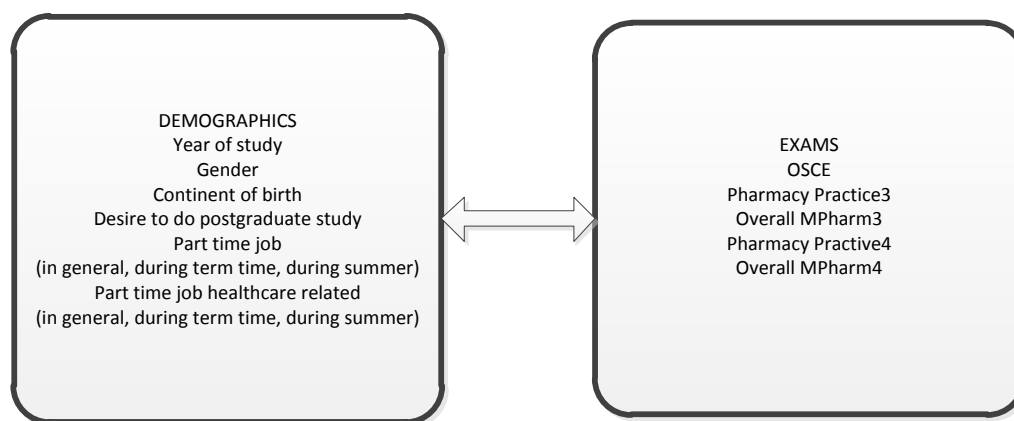 DEMOGRAPHICS
Year of study
Gender
Continent of birth
Desire to do postgraduate study
Part time job
(in general, during term time, during summer)
Part time job healthcare related
(in general, during term time, during summer)
EXAMS
OSCE
Pharmacy Practice3
Overall MPharm3
Pharmacy Practive4
Overall MPharm4